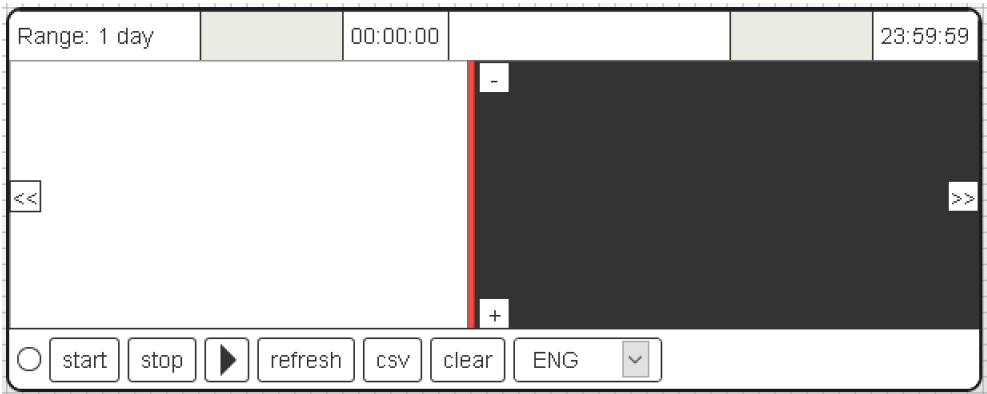 Range: 1 day 00:00:00 23:59:59
-
<< >>
+
start stop refresh csv clear ENG